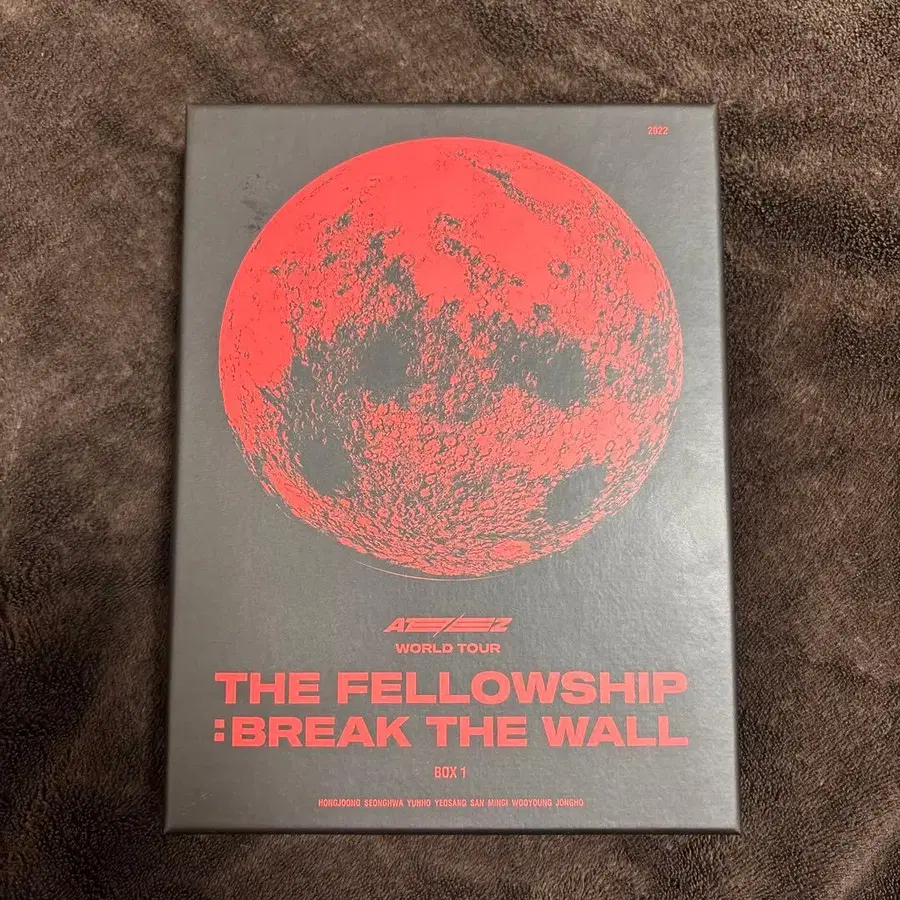 2022
ATEEZ
WORLD TOUR
THE FELLOWSHIP
:BREAK THE WALL
BOX 1
HONGJOONG SEONGHWA YUNHO YEOSANG SAN MINGI WOOYOUNG JONGHO